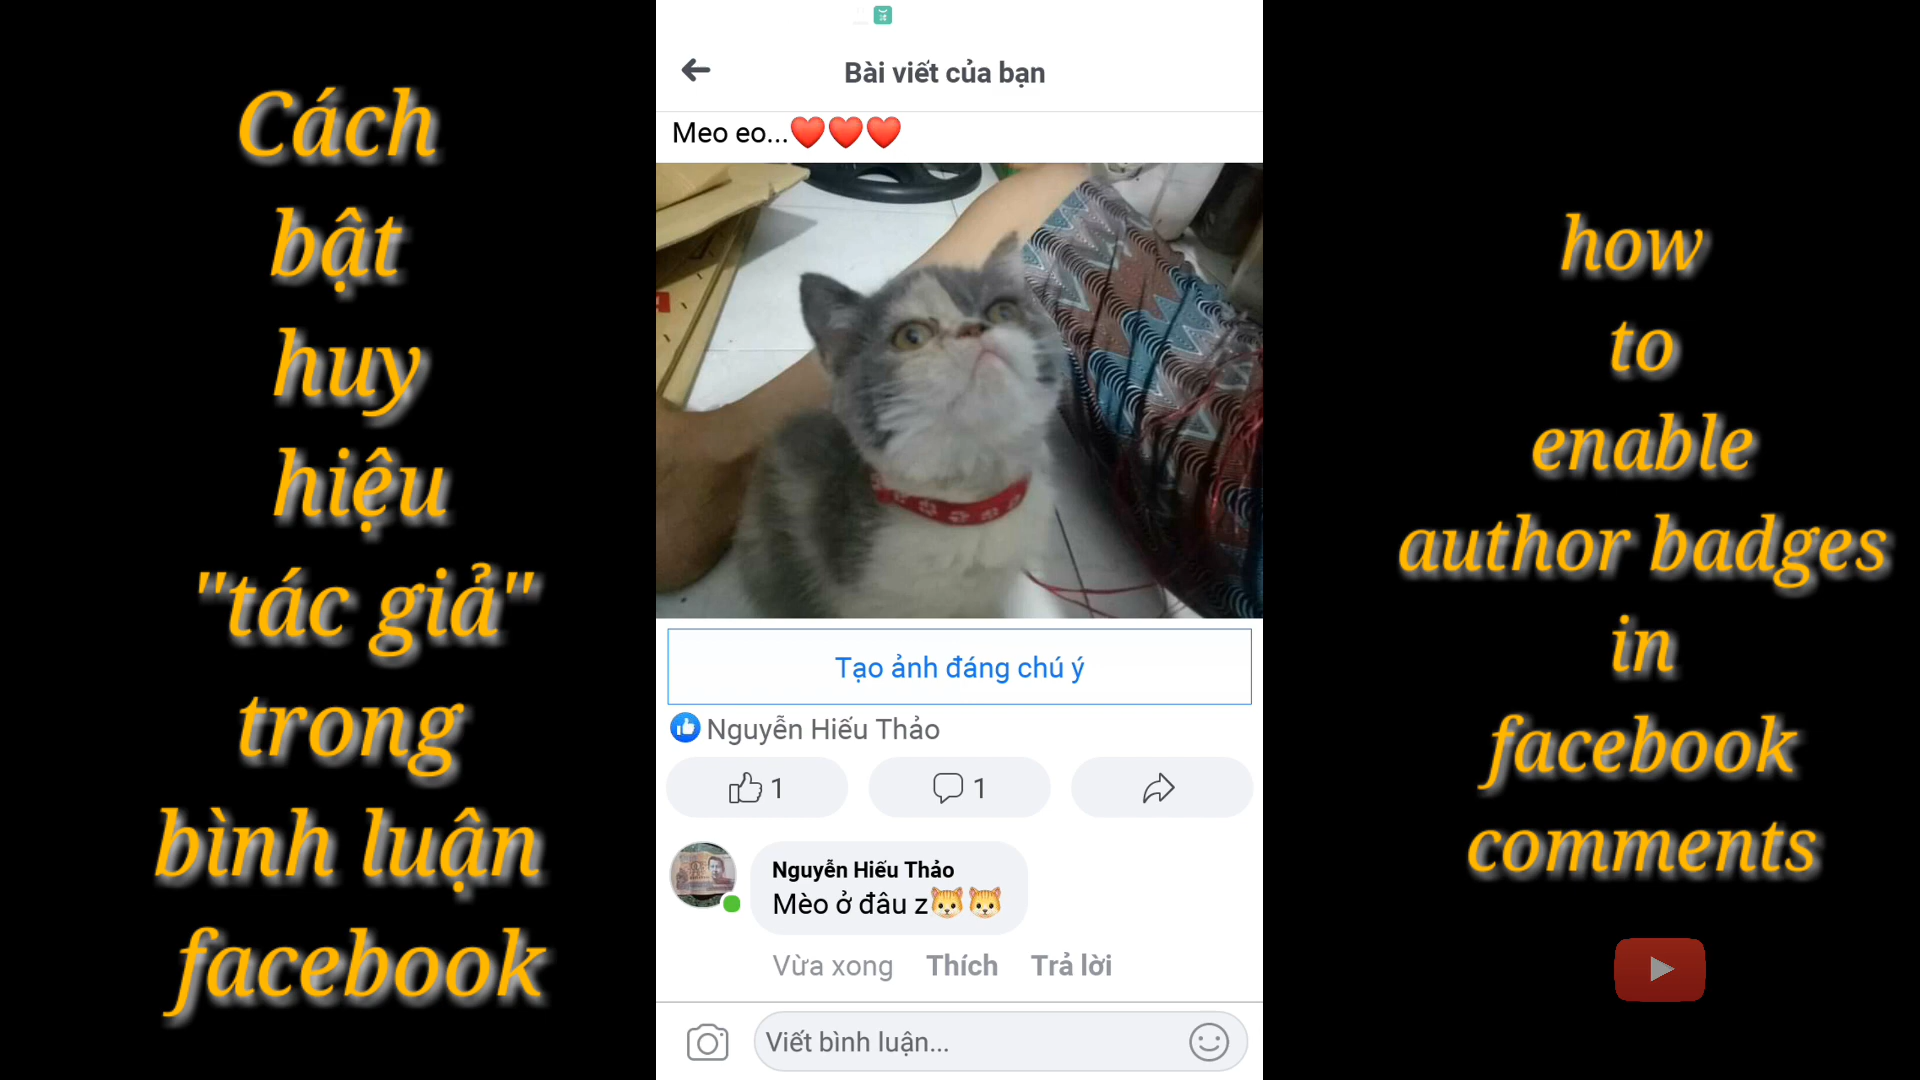 Cách
bật
huy
hiệu
"tác giả"
trong
bình luận
facebook
Bài viết của bạn
Meo eo...❤️❤️❤️
Tạo ảnh đáng chú ý
Nguyễn Hiếu Thảo
1
1
Nguyễn Hiếu Thảo
Mèo ở đâu z🐱🐱
Vừa xong Thích Trả lời
Viết bình luận...
how
to
enable
author badges
in
facebook
comments